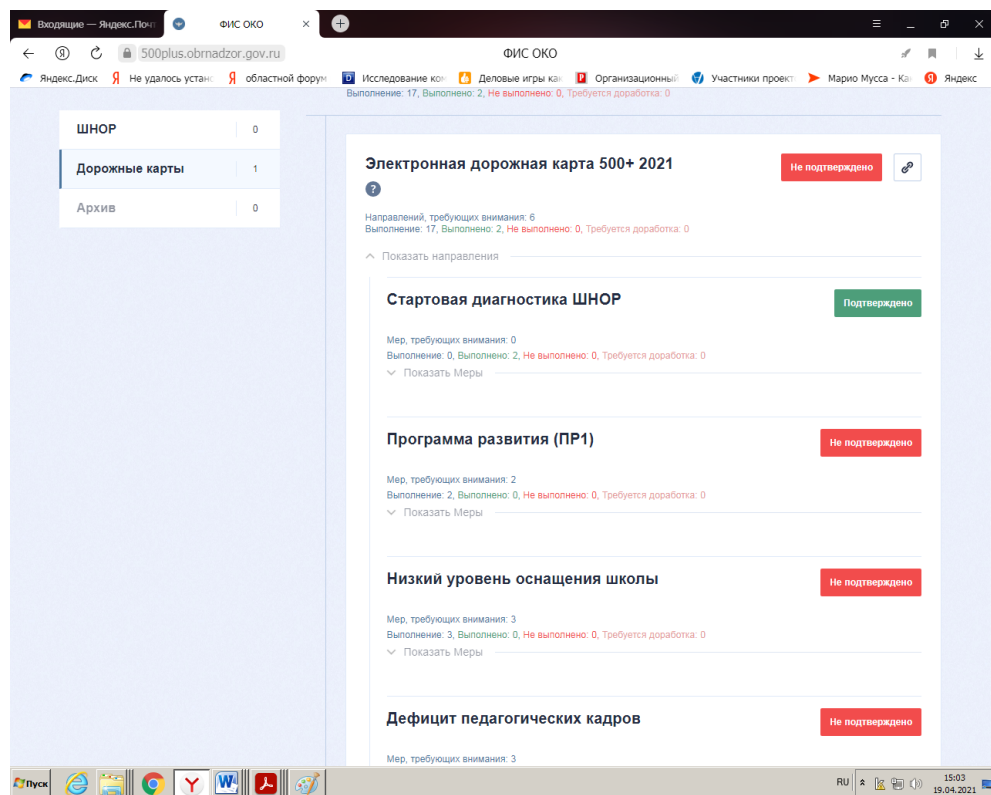 Входящие — Яндекс.Поч
ФИС ОКО
500plus.obrnadzor.gov.ru
ФИС ОКО
Яндекс.Диск
Не удалось устан
областной форум
Исследование ком
Деловые игры как
Организационный
Участники проект
Марио Мусса - Ка
Яндекс
Выполнение: 17, Выполнено: 2, Не выполнено: 0, Требуется доработка: 0
ШНОР 0
Дорожные карты 1
Архив 0
Электронная дорожная карта 500+ 2021
Не подтверждено
?
Направлений, требующих внимания: 6
Выполнение: 17, Выполнено: 2, Не выполнено: 0, Требуется доработка: 0
Показать направления
Стартовая диагностика ШНОР
Подтверждено
Мер, требующих внимания: 0
Выполнение: 0, Выполнено: 2, Не выполнено: 0, Требуется доработка: 0
Показать Меры
Программа развития (ПР1)
Не подтверждено
Мер, требующих внимания: 2
Выполнение: 2, Выполнено: 0, Не выполнено: 0, Требуется доработка: 0
Показать Меры
Низкий уровень оснащения школы
Не подтверждено
Мер, требующих внимания: 3
Выполнение: 3, Выполнено: 0, Не выполнено: 0, Требуется доработка: 0
Показать Меры
Дефицит педагогических кадров
Не подтверждено
Мер, требующих внимания: 3
Пуск
RU
15:03
19.04.2021